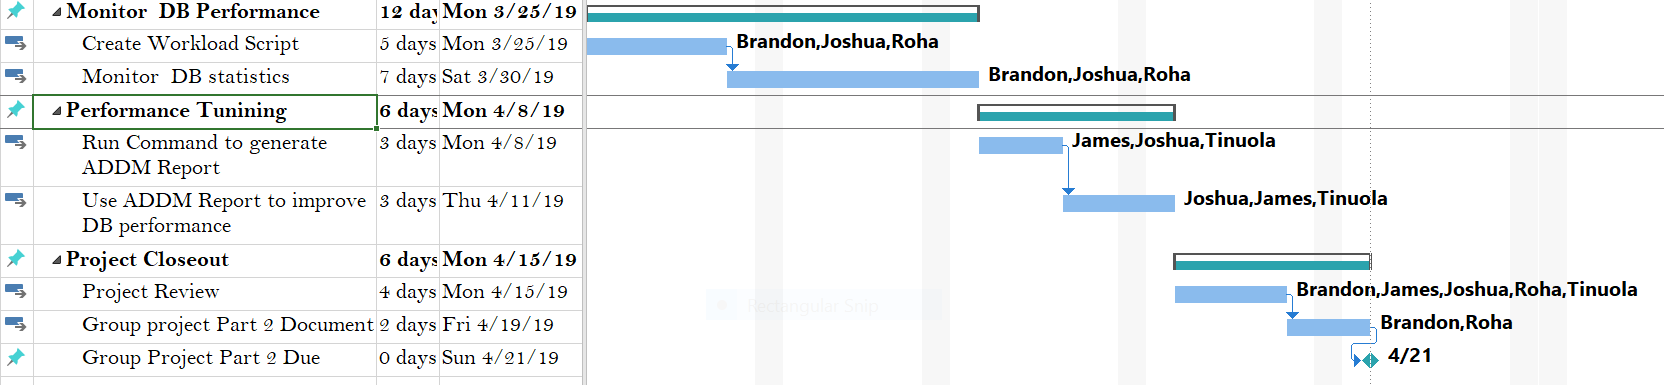 Monitor  DB Performance 12 day Mon 3/25/19
Create Workload Script 5 days Mon 3/25/19 Brandon,Joshua,Roha
Monitor  DB statistics 7 days Sat 3/30/19 Brandon,Joshua,Roha
Performance Tunining 6 days Mon 4/8/19
Run Command to generate 3 days Mon 4/8/19 James,Joshua,Tinuola
ADDM Report
Use ADDM Report to improve 3 days Thu 4/11/19 Joshua,James,Tinuola
DB performance
Project Closeout 6 days Mon 4/15/19
Project Review 4 days Mon 4/15/19 Brandon,James,Joshua,Roha,Tinuola
Rectangular Snip
Group project Part 2 Document 2 days Fri 4/19/19 Brandon,Roha
Group Project Part 2 Due 0 days Sun 4/21/19 4/21